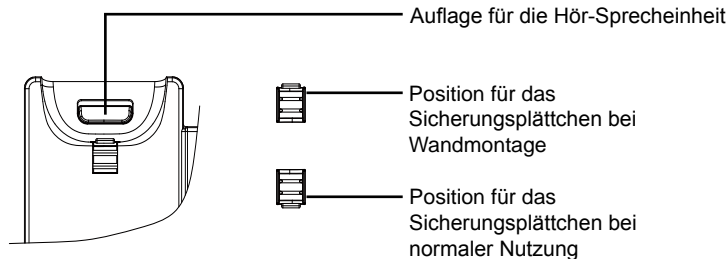 Auflage für die Hör-Sprecheinheit
Position für das
Sicherungsplättchen bei
Wandmontage
Position für das
Sicherungsplättchen bei
normaler Nutzung